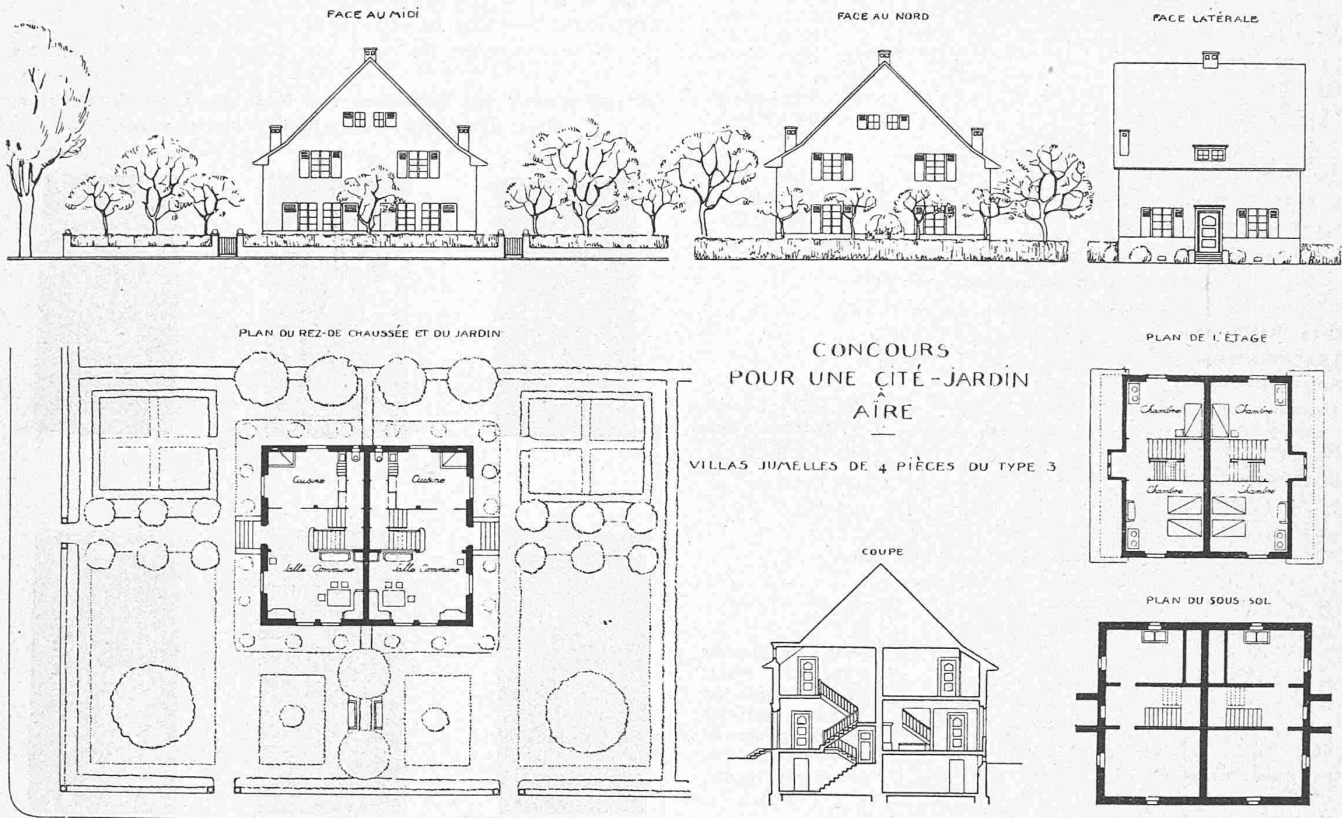 FACE AU MIDI
FACE AU NORD
FACE LATÉRALE
PLAN DU REZ-DE CHAUSSÉE ET DU JARDIN
CONCOURS
POUR UNE CITÉ-JARDIN
À
AÏRE
VILLAS JUMELLES DE 4 PIÈCES DU TYPE 3
PLAN DE L'ÉTAGE
Chambre Chambre
Chambre Chambre
Cuisine Cuisine
Salle Commune Salle Commune
COUPE
PLAN DU SOUS-SOL